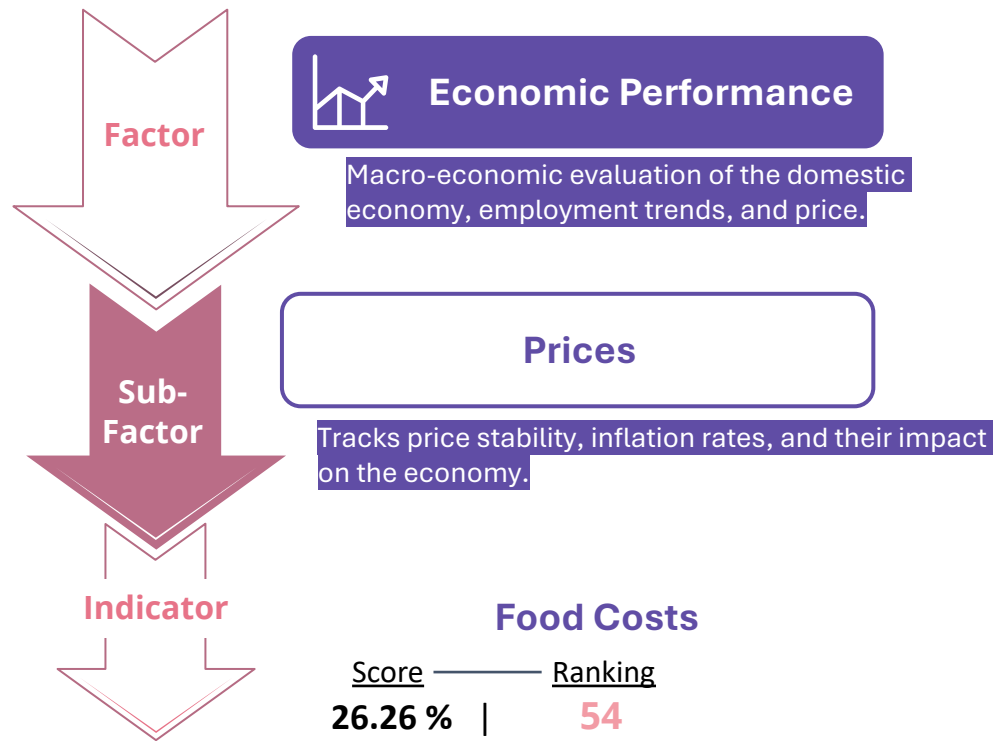 Factor
Economic Performance
Macro-economic evaluation of the domestic
economy, employment trends, and price.
Sub-
Factor
Prices
Tracks price stability, inflation rates, and their impact
on the economy.
Indicator
Food Costs
Score Ranking
26.26 % | 54